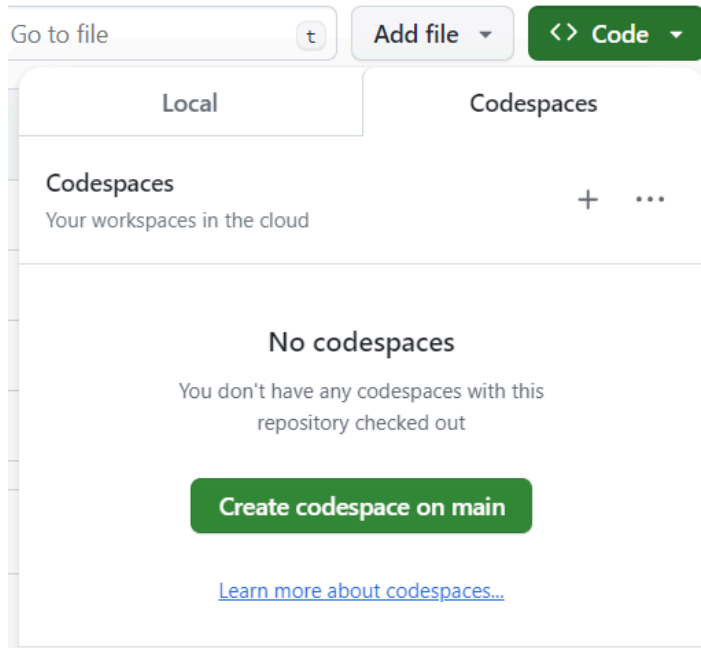 Go to file t Add file <> Code
Local Codespaces
Codespaces
Your workspaces in the cloud
No codespaces
You don't have any codespaces with this
repository checked out
Create codespace on main
Learn more about codespaces...